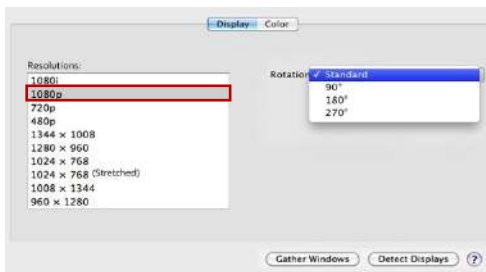 Display Color
Resolutions:
1080i
1080p
720p
480p
1344 × 1008
1280 × 960
1024 × 768
1024 × 768 (Stretched)
1008 × 1344
960 × 1280
Rotation ✓ Standard
90°
180°
270°
Gather Windows Detect Displays ?